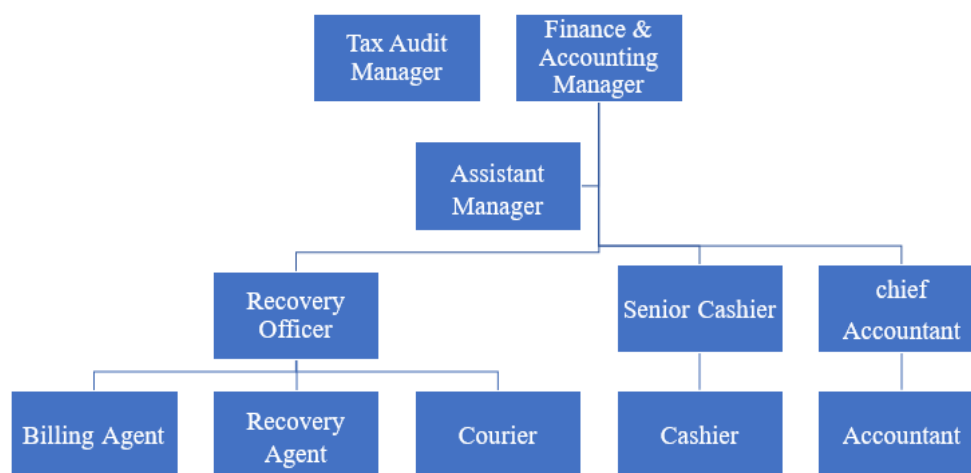 Tax Audit
Manager
Finance &
Accounting
Manager
Assistant
Manager
Recovery
Officer
Senior Cashier
chief
Accountant
Billing Agent
Recovery
Agent
Courier
Cashier
Accountant